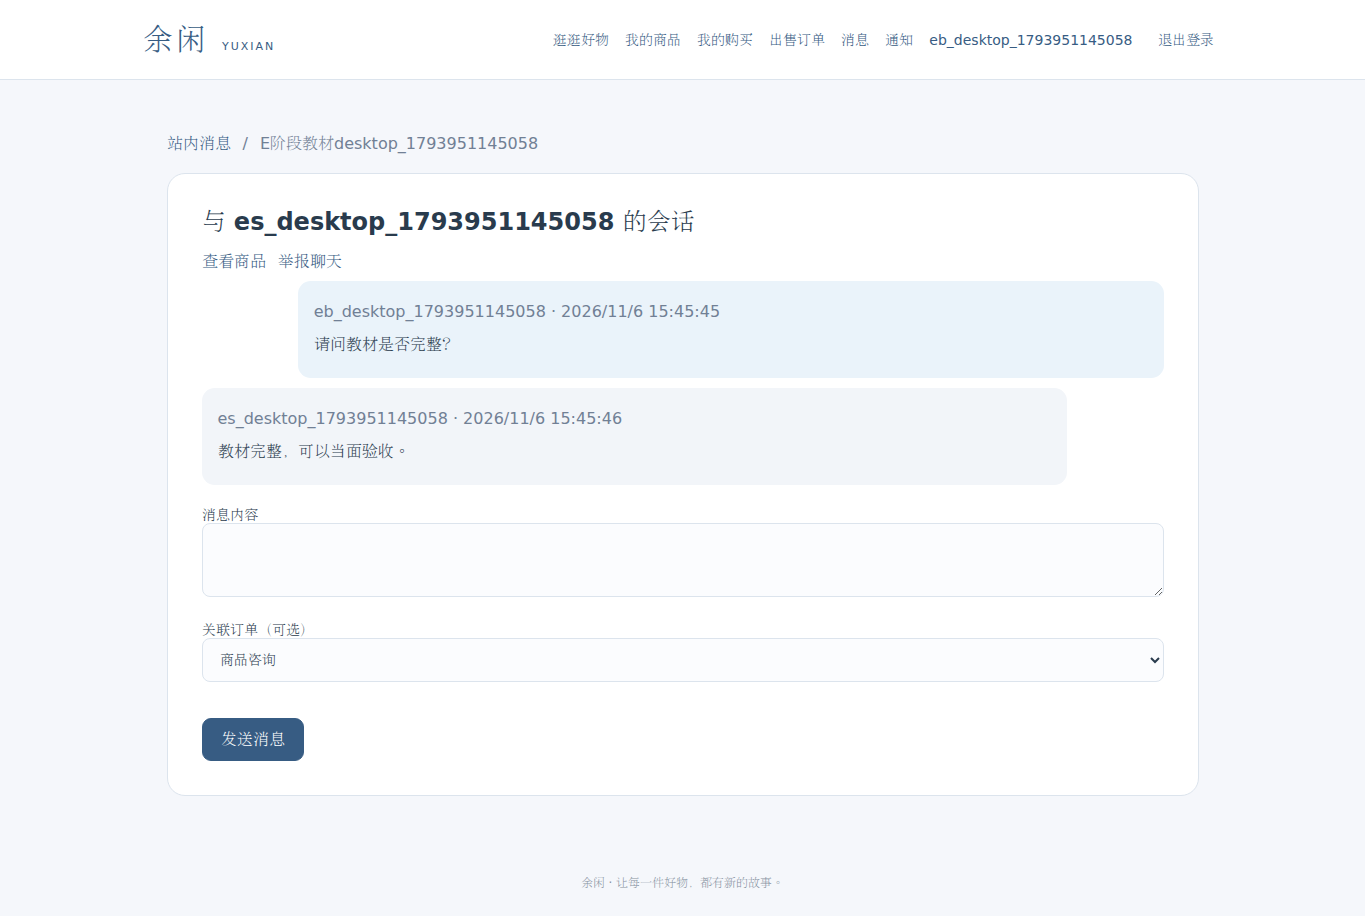 余闲 YUXIAN 逛逛好物 我的商品 我的购买 出售订单 消息 通知 eb_desktop_1793951145058 退出登录
站内消息 / E阶段教材desktop_1793951145058
与 es_desktop_1793951145058 的会话
查看商品 举报聊天
eb_desktop_1793951145058 · 2026/11/6 15:45:45
请问教材是否完整？
es_desktop_1793951145058 · 2026/11/6 15:45:46
教材完整，可以当面验收。
消息内容
关联订单（可选）
商品咨询
发送消息
余闲 · 让每一件好物，都有新的故事。